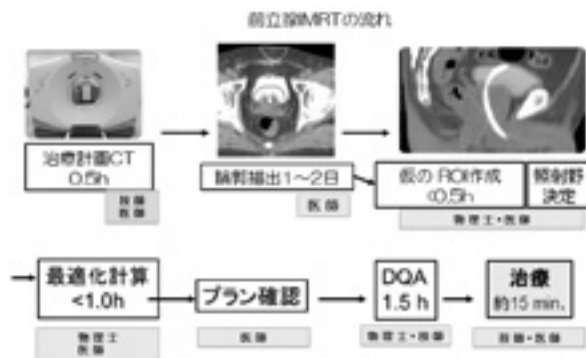 前立腺IMRTの流れ
治療計画CT
0.5h
技師
医師
輪郭描出1～2日
医師
仮の ROI作成
<0.5h
照射野
決定
物理士・医師
最適化計算
<1.0h
物理士
医師
プラン確認
医師
DQA
1.5 h
物理士・技師
治療
約15 min.
技師・医師